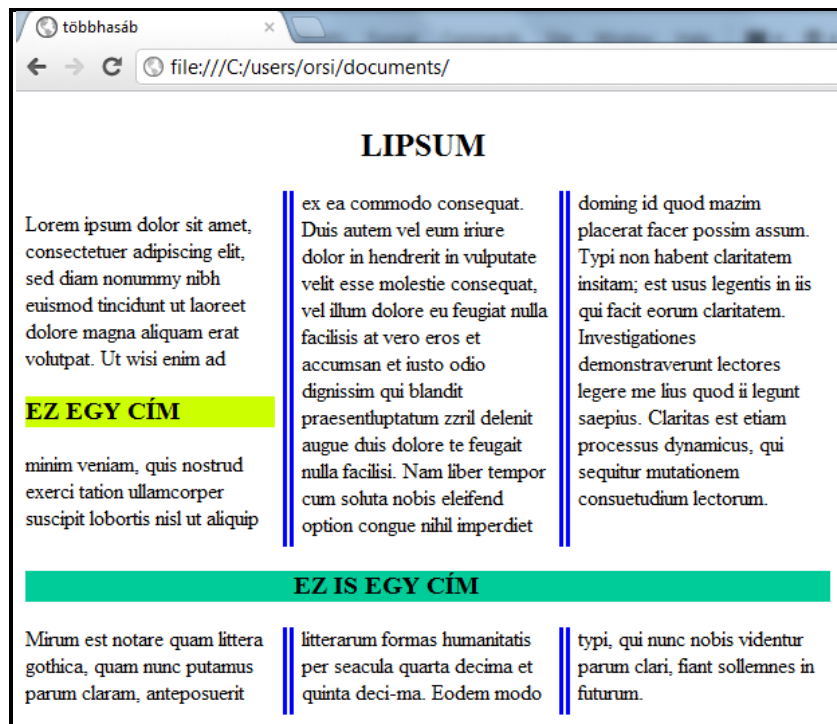 többhasáb
file:///C:/users/orsi/documents/
LIPSUM
Lorem ipsum dolor sit amet,
consectetuer adipiscing elit,
sed diam nonummy nibh
euismod tincidunt ut laoreet
dolore magna aliquam erat
volutpat. Ut wisi enim ad
EZ EGY CÍM
minim veniam, quis nostrud
exerci tation ullamcorper
suscipit lobortis nisl ut aliquip
ex ea commodo consequat.
Duis autem vel eum iriure
dolor in hendrerit in vulputate
velit esse molestie consequat,
vel illum dolore eu feugiat nulla
facilisis at vero eros et
accumsan et iusto odio
dignissim qui blandit
praesentluptatum zzril delenit
augue duis dolore te feugait
nulla facilisi. Nam liber tempor
cum soluta nobis eleifend
option congue nihil imperdiet
doming id quod mazim
placerat facer possim assum.
Typi non habent claritatem
insitam; est usus legentis in iis
qui facit eorum claritatem.
Investigationes
demonstraverunt lectores
legere me lius quod ii legunt
saepius. Claritas est etiam
processus dynamicus, qui
sequitur mutationem
consuetudium lectorum.
EZ IS EGY CÍM
Mirum est notare quam littera
gothica, quam nunc putamus
parum claram, anteposuerit
litterarum formas humanitatis
per seacula quarta decima et
quinta deci-ma. Eodem modo
typi, qui nunc nobis videntur
parum clari, fiant sollemnes in
futurum.